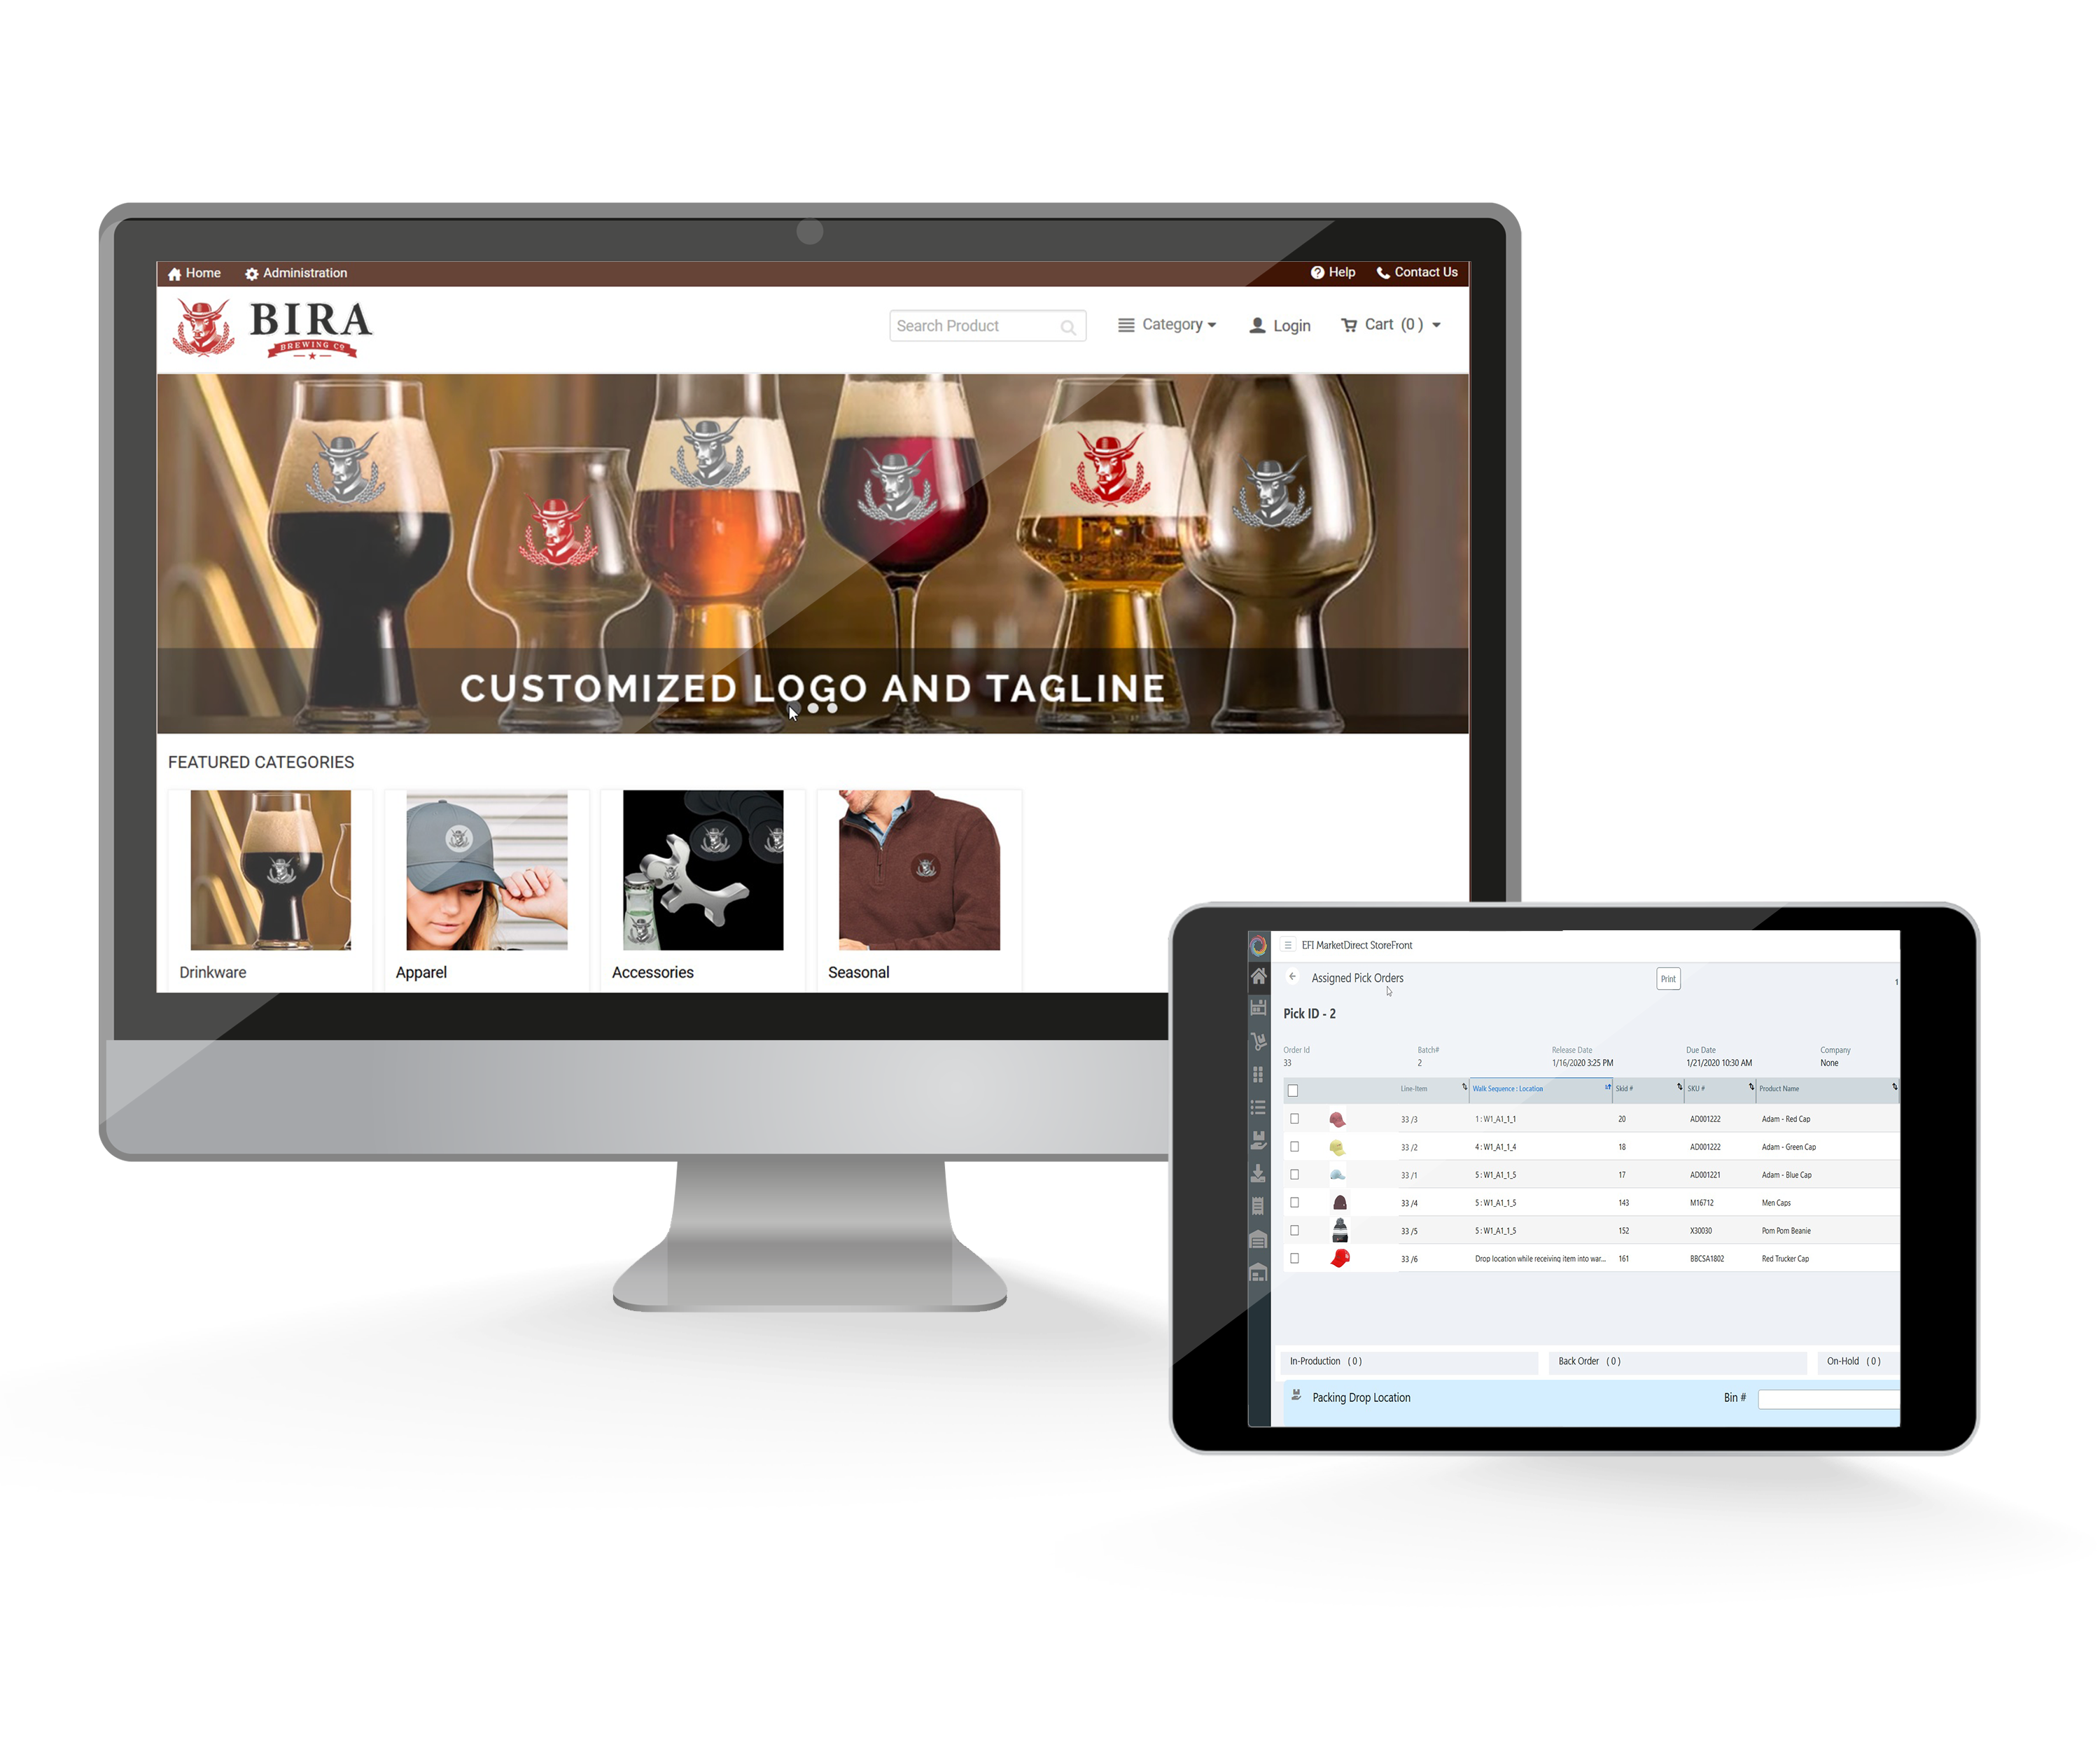 Home Administration Help Contact Us
BIRA
BREWING CO
Search Product Category Login Cart (0)
CUSTOMIZED LOGO AND TAGLINE
FEATURED CATEGORIES
Drinkware Apparel Accessories Seasonal
EFI MarketDirect StoreFront
Assigned Pick Orders Print 1
Pick ID - 2
Order Id Batch# Release Date Due Date Company
33 2 1/16/2020 3:25 PM 1/21/2020 10:30 AM None
Line-Item Walk Sequence : Location Skid # SKU # Product Name
33 /3 1 : W1_A1_1_1 20 AD001222 Adam - Red Cap
33 /2 4 : W1_A1_1_4 18 AD001222 Adam - Green Cap
33 /1 5 : W1_A1_1_5 17 AD001221 Adam - Blue Cap
33 /4 5 : W1_A1_1_5 143 M16712 Men Caps
33 /5 5 : W1_A1_1_5 152 X30030 Pom Pom Beanie
33 /6 Drop location while receiving item into war... 161 BBCSA1802 Red Trucker Cap
In-Production ( 0 ) Back Order ( 0 ) On-Hold ( 0 )
Packing Drop Location Bin #